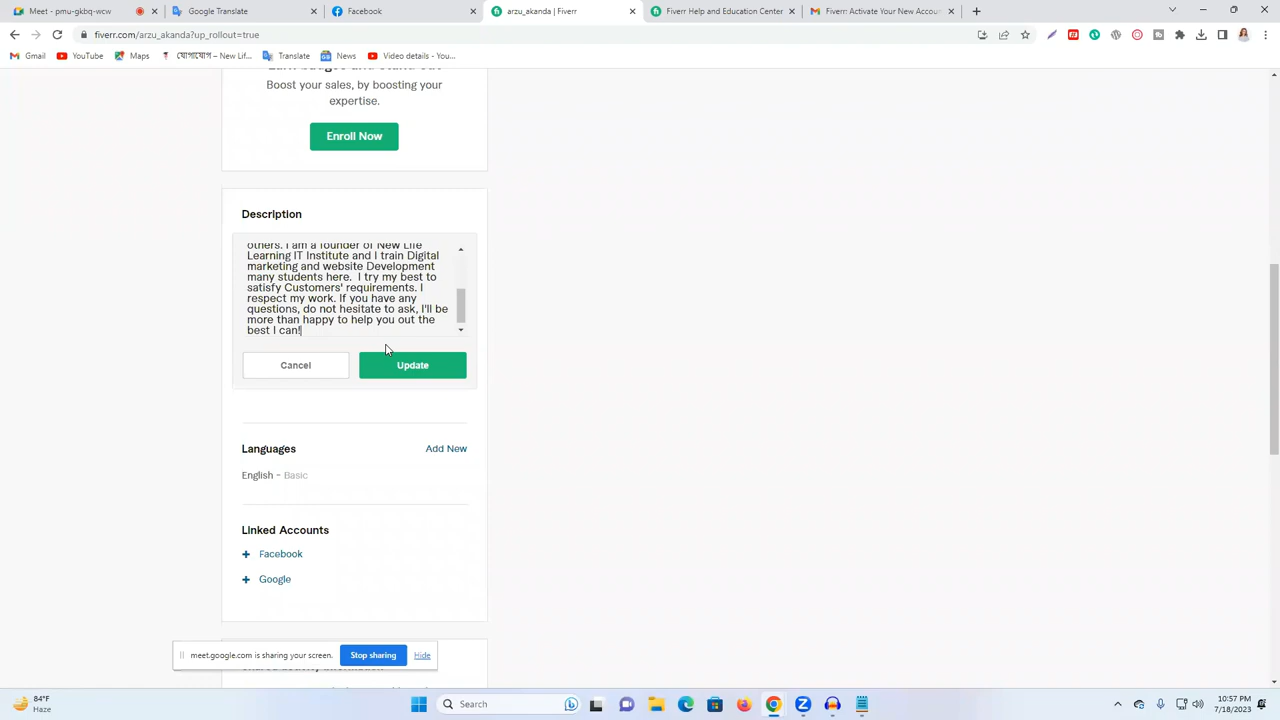 Meet - pmu-gkbq-wcw
Google Translate
Facebook
arzu_akanda | Fiverr
Fiverr Help and Education Center
Fiverr Activate Your New Accou
fiverr.com/arzu_akanda?up_rollout=true
Gmail
YouTube
Maps
যোগাযোগ – New Lif...
Translate
News
Video details - You...
Boost your sales, by boosting your
expertise.
Enroll Now
Description
others. I am a founder of New Life
Learning IT Institute and I train Digital
marketing and website Development
many students here.  I try my best to
satisfy Customers' requirements. I
respect my work. If you have any
questions, do not hesitate to ask, I'll be
more than happy to help you out the
best I can!
Cancel
Update
Languages
Add New
English - Basic
Linked Accounts
Facebook
Google
meet.google.com is sharing your screen.
Stop sharing
Hide
84°F
Haze
Search
10:57 PM
7/18/2023